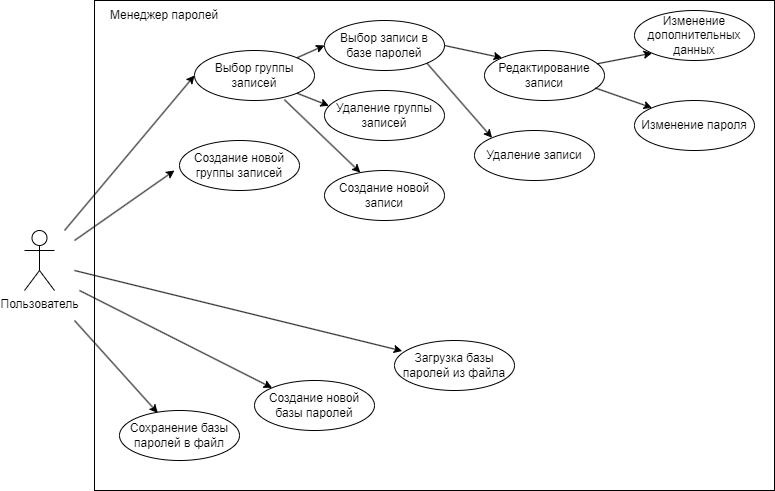 Менеджер паролей
Изменение
дополнительных
данных
Выбор записи в
базе паролей
Выбор группы
записей
Редактирование
записи
Удаление группы
записей
Изменение пароля
Создание новой
группы записей
Удаление записи
Создание новой
записи
Пользователь
Загрузка базы
паролей из файла
Создание новой
базы паролей
Сохранение базы
паролей в файл